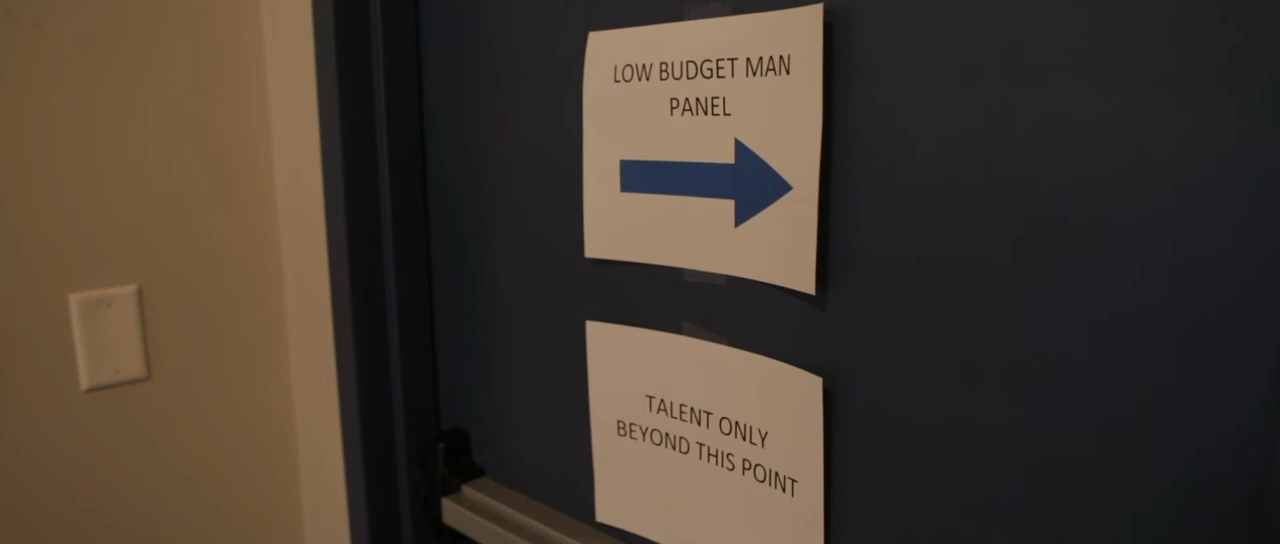 LOW BUDGET MAN
PANEL
TALENT ONLY
BEYOND THIS POINT